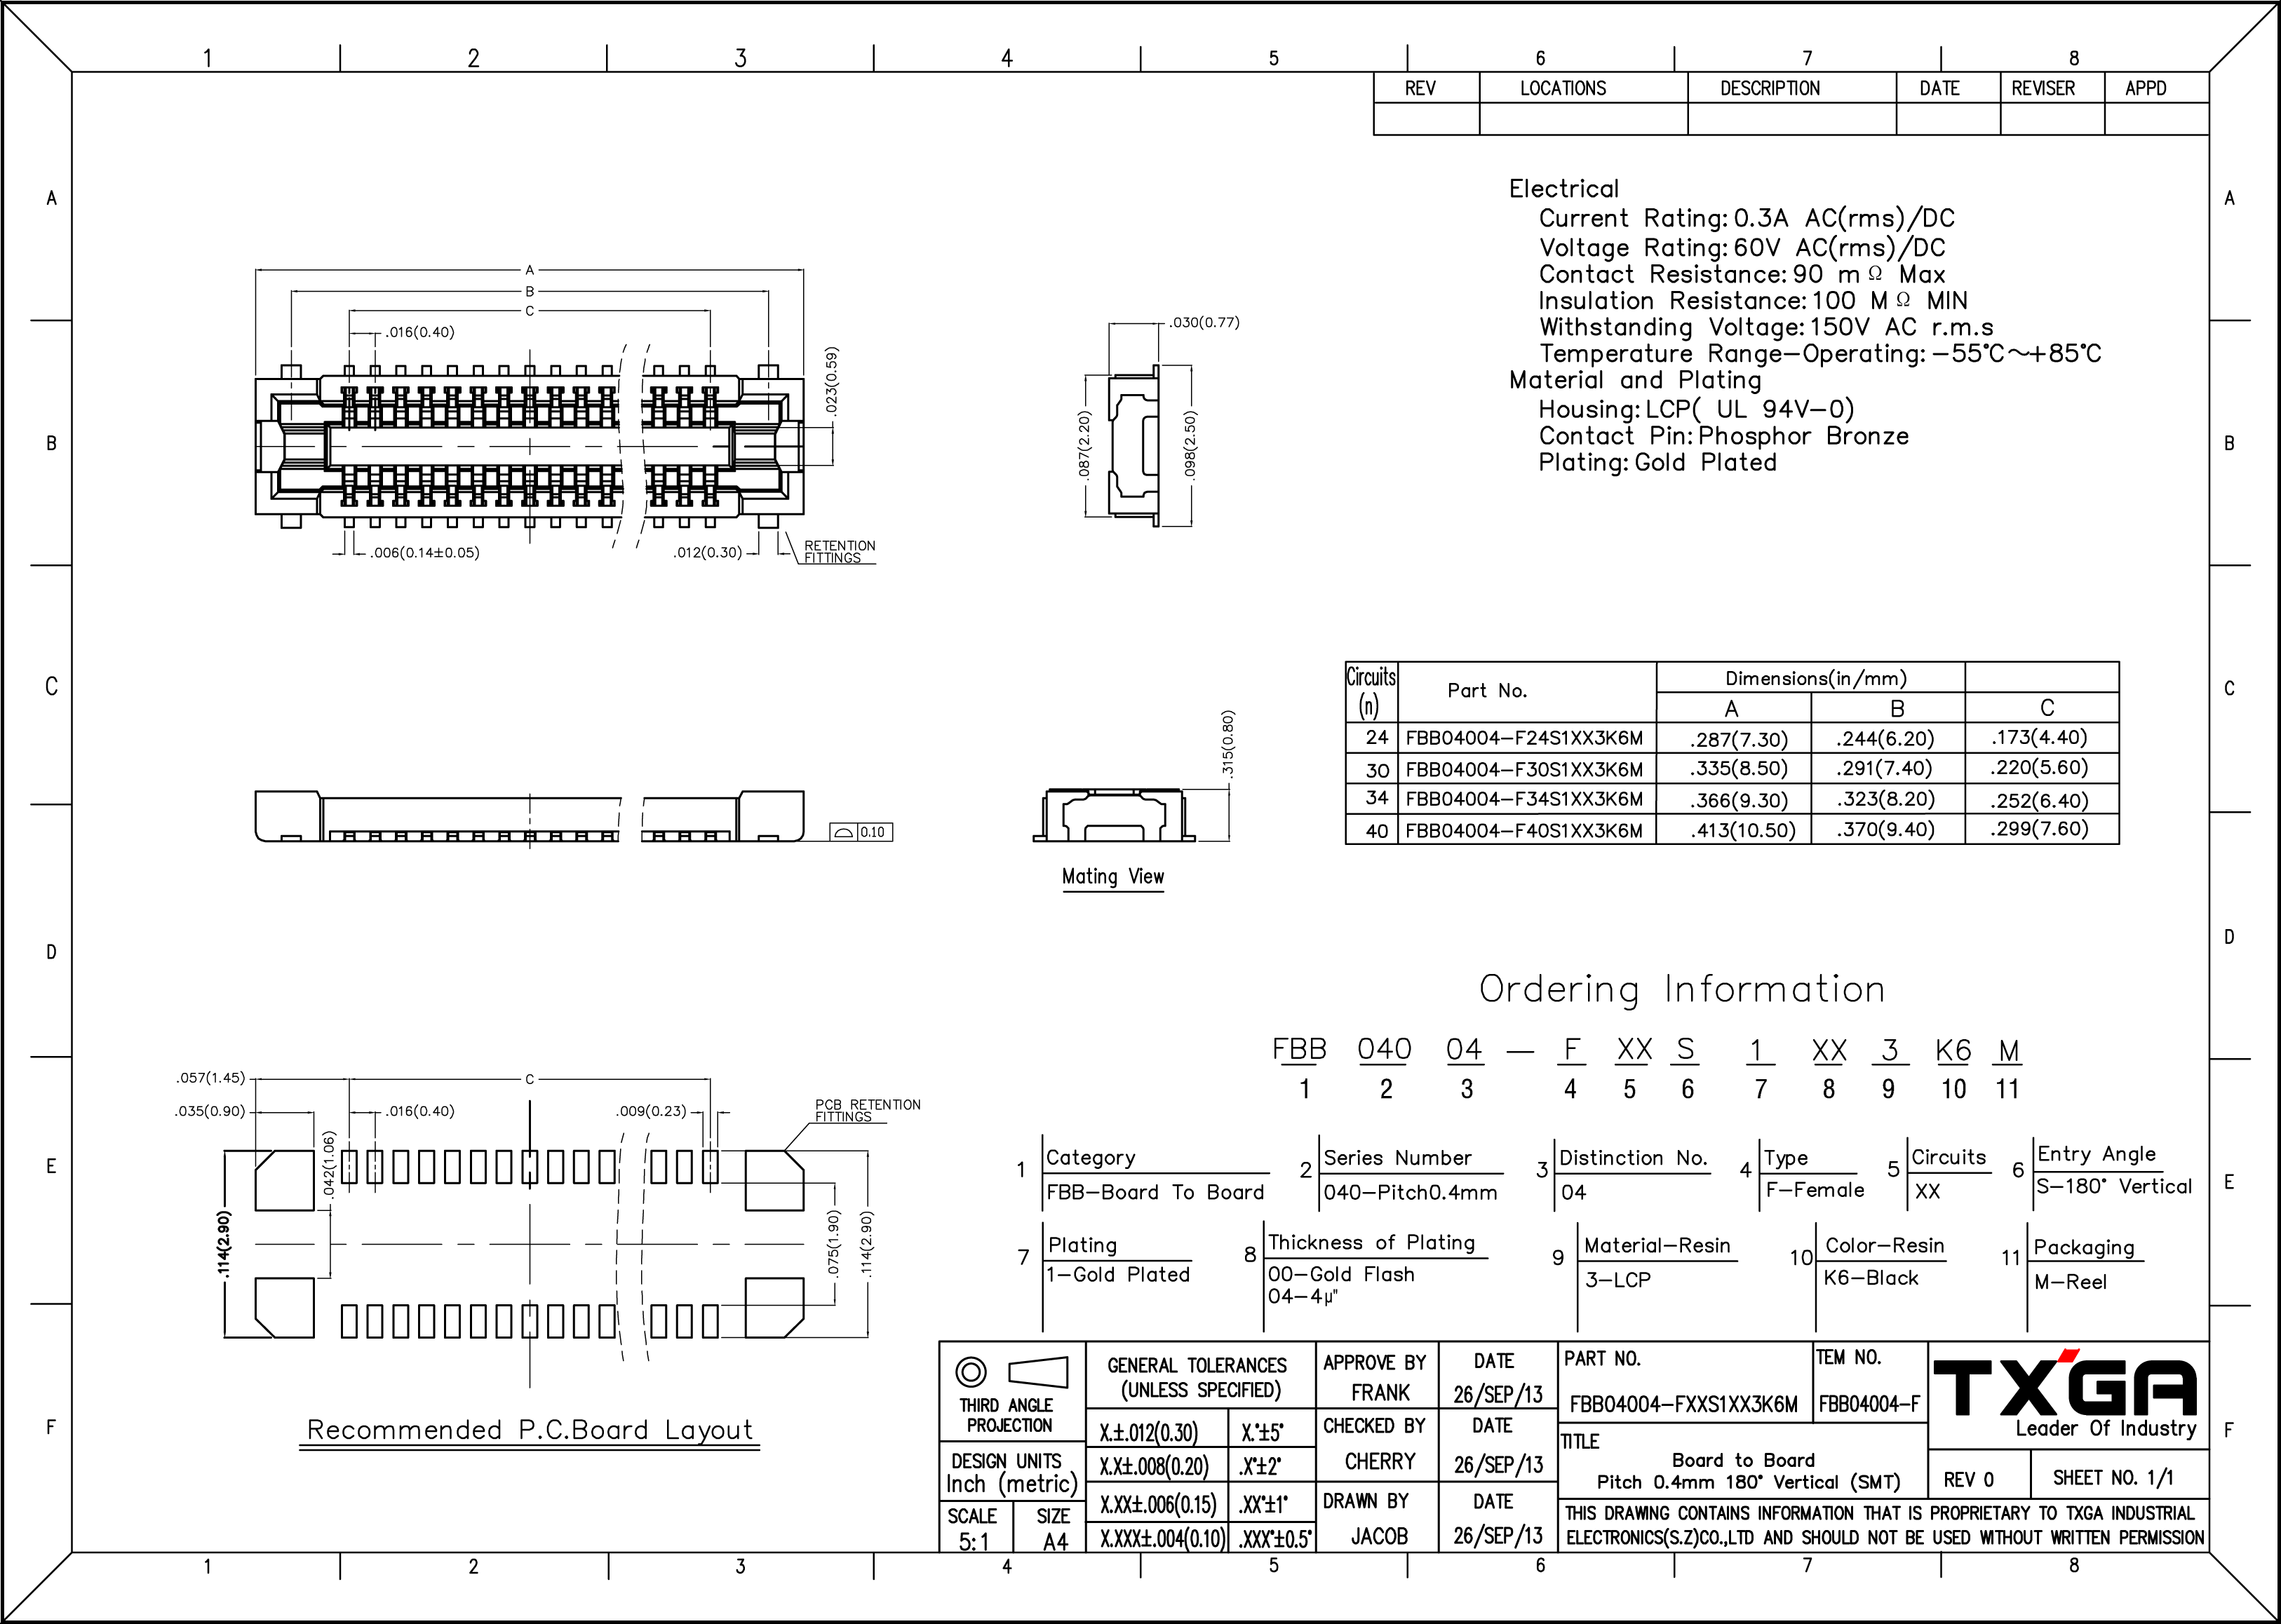 1 2 3 4 5 6 7 8
REV LOCATIONS DESCRIPTION DATE REVISER APPD
A A
Electrical
Current Rating:0.3A AC(rms)/DC
Voltage Rating:60V AC(rms)/DC
Contact Resistance:90 mΩ Max
Insulation Resistance:100 MΩ MIN
Withstanding Voltage:150V AC r.m.s
Temperature Range-Operating:-55℃~+85℃
Material and Plating
Housing:LCP( UL 94V-0)
Contact Pin:Phosphor Bronze
Plating:Gold Plated
A
B
C
.016(0.40)
.023(0.59)
.006(0.14±0.05)
.012(0.30)
RETENTION
FITTINGS
.030(0.77)
.087(2.20)
.098(2.50)
B B
C C
Circuits
(n)
Part No.
Dimensions(in/mm)
A B C
24 FBB04004-F24S1XX3K6M .287(7.30) .244(6.20) .173(4.40)
30 FBB04004-F30S1XX3K6M .335(8.50) .291(7.40) .220(5.60)
34 FBB04004-F34S1XX3K6M .366(9.30) .323(8.20) .252(6.40)
40 FBB04004-F40S1XX3K6M .413(10.50) .370(9.40) .299(7.60)
0.10
.315(0.80)
Mating View
D D
Ordering Information
FBB 040 04 - F XX S 1 XX 3 K6 M
1 2 3 4 5 6 7 8 9 10 11
1 Category
FBB-Board To Board
2 Series Number
040-Pitch0.4mm
3 Distinction No.
04
4 Type
F-Female
5 Circuits
XX
6 Entry Angle
S-180° Vertical
7 Plating
1-Gold Plated
8 Thickness of Plating
00-Gold Flash
04-4μ"
9 Material-Resin
3-LCP
10 Color-Resin
K6-Black
11 Packaging
M-Reel
E E
.057(1.45)
C
.035(0.90)
.016(0.40)
.009(0.23)
PCB RETENTION
FITTINGS
.042(1.06)
.114(2.90)
.075(1.90)
.114(2.90)
Recommended P.C.Board Layout
F F
THIRD ANGLE
PROJECTION
DESIGN UNITS
Inch (metric)
SCALE SIZE
5:1 A4
GENERAL TOLERANCES
(UNLESS SPECIFIED)
X.±.012(0.30) X.°±5°
X.X±.008(0.20) .X°±2°
X.XX±.006(0.15) .XX°±1°
X.XXX±.004(0.10) .XXX°±0.5°
APPROVE BY DATE
FRANK 26/SEP/13
CHECKED BY DATE
CHERRY 26/SEP/13
DRAWN BY DATE
JACOB 26/SEP/13
PART NO.
FBB04004-FXXS1XX3K6M
TEM NO.
FBB04004-F
TITLE
Board to Board
Pitch 0.4mm 180° Vertical (SMT)
TXGA
Leader Of Industry
REV 0 SHEET NO. 1/1
THIS DRAWING CONTAINS INFORMATION THAT IS PROPRIETARY TO TXGA INDUSTRIAL
ELECTRONICS(S.Z)CO.,LTD AND SHOULD NOT BE USED WITHOUT WRITTEN PERMISSION
1 2 3 4 5 6 7 8